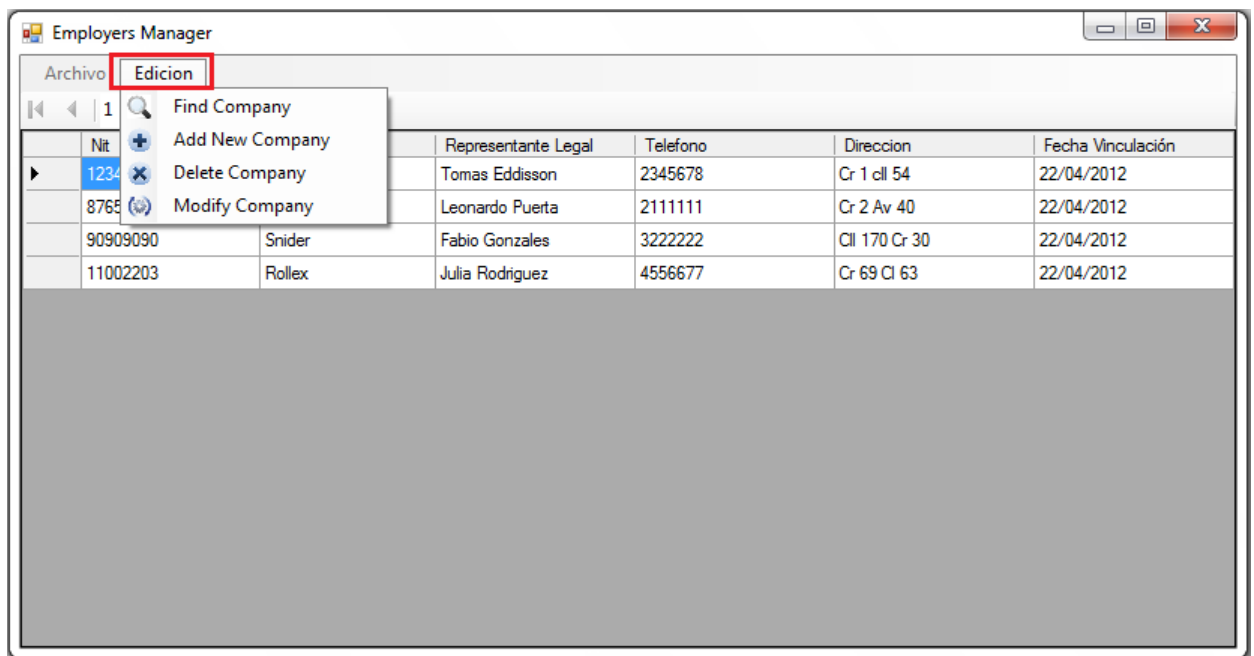 Employers Manager
Archivo Edicion
1 Find Company
Add New Company
Nit Representante Legal Telefono Direccion Fecha Vinculación
Delete Company
1234 Tomas Eddisson 2345678 Cr 1 cll 54 22/04/2012
Modify Company
8765 Leonardo Puerta 2111111 Cr 2 Av 40 22/04/2012
90909090 Snider Fabio Gonzales 3222222 Cll 170 Cr 30 22/04/2012
11002203 Rollex Julia Rodriguez 4556677 Cr 69 Cl 63 22/04/2012